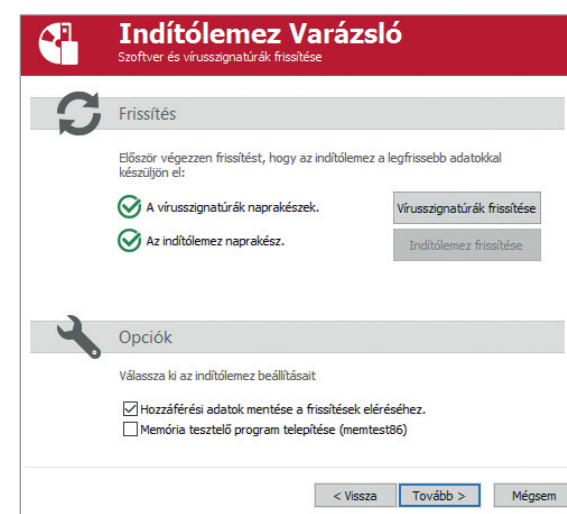 Indítólemez Varázsló
Szoftver és vírusszignatúrák frissítése
Frissítés
Először végezzen frissítést, hogy az indítólemez a legfrissebb adatokkal
készüljön el:
A vírusszignatúrák naprakészek.
Vírusszignatúrák frissítése
Az indítólemez naprakész.
Indítólemez frissítése
Opciók
Válassza ki az indítólemez beállításait
Hozzáférési adatok mentése a frissítések eléréséhez.
Memória tesztelő program telepítése (memtest86)
< Vissza
Tovább >
Mégsem